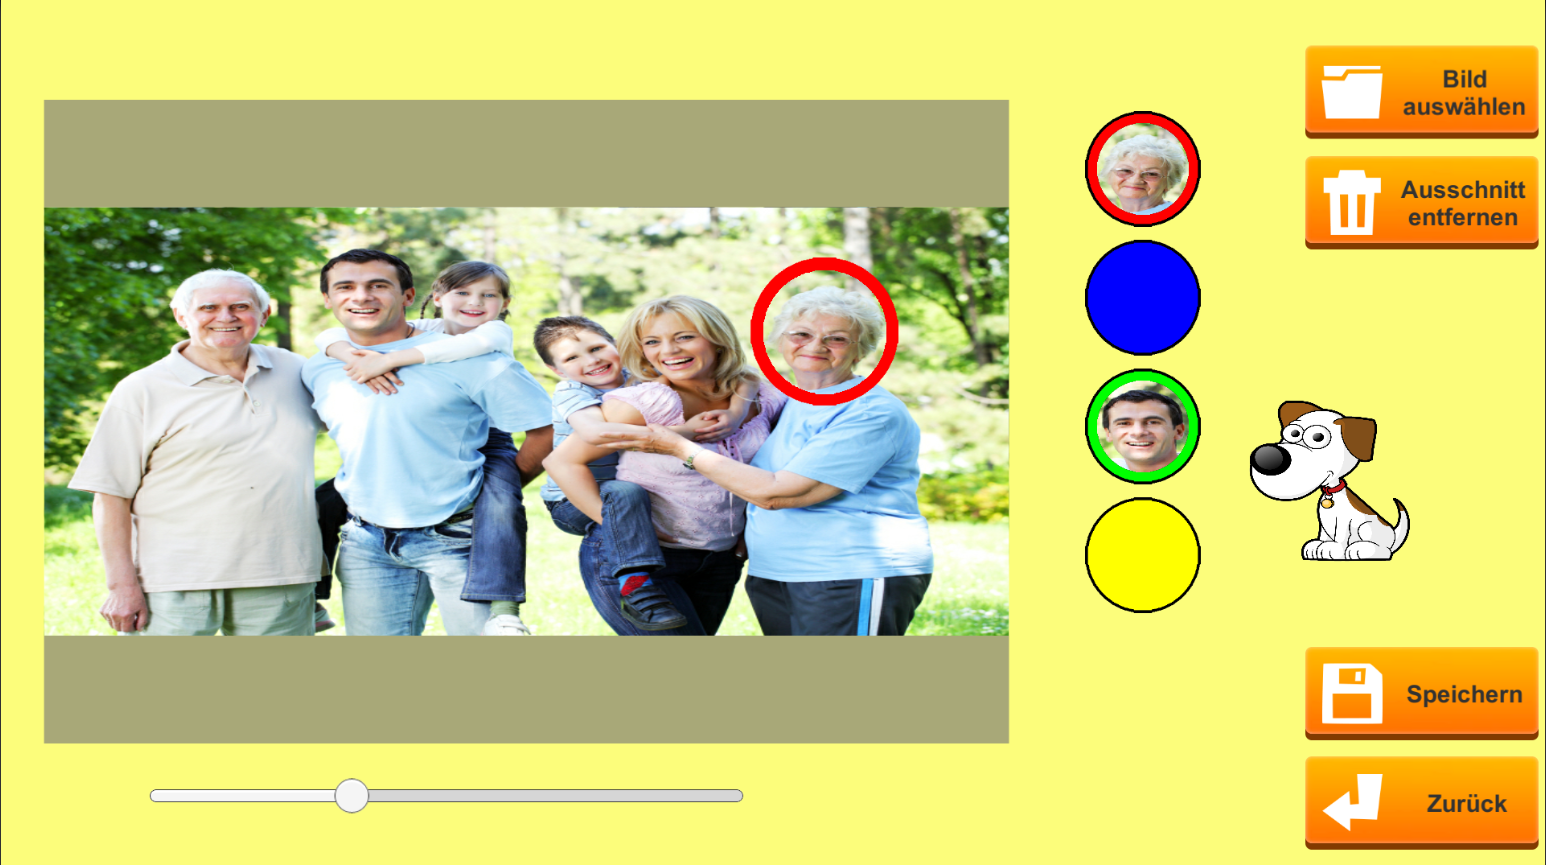 Bild
auswählen
Ausschnitt
entfernen
Speichern
Zurück